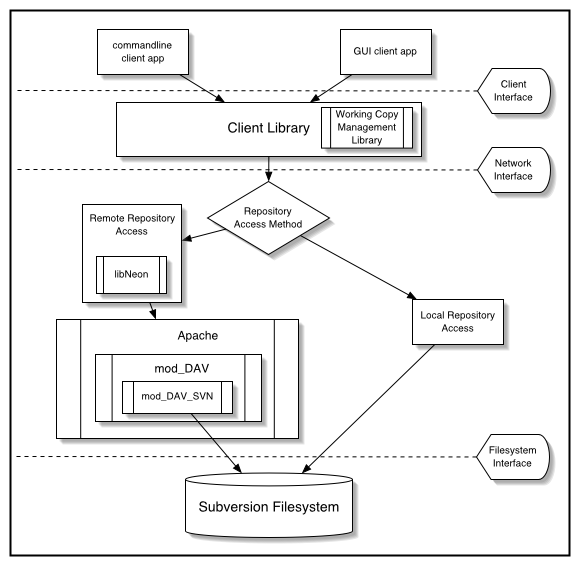 commandline
client app
GUI client app
Client
Interface
Client Library
Working Copy
Management
Library
Network
Interface
Repository
Access Method
Remote Repository
Access
libNeon
Local Repository
Access
Apache
mod_DAV
mod_DAV_SVN
Filesystem
Interface
Subversion Filesystem